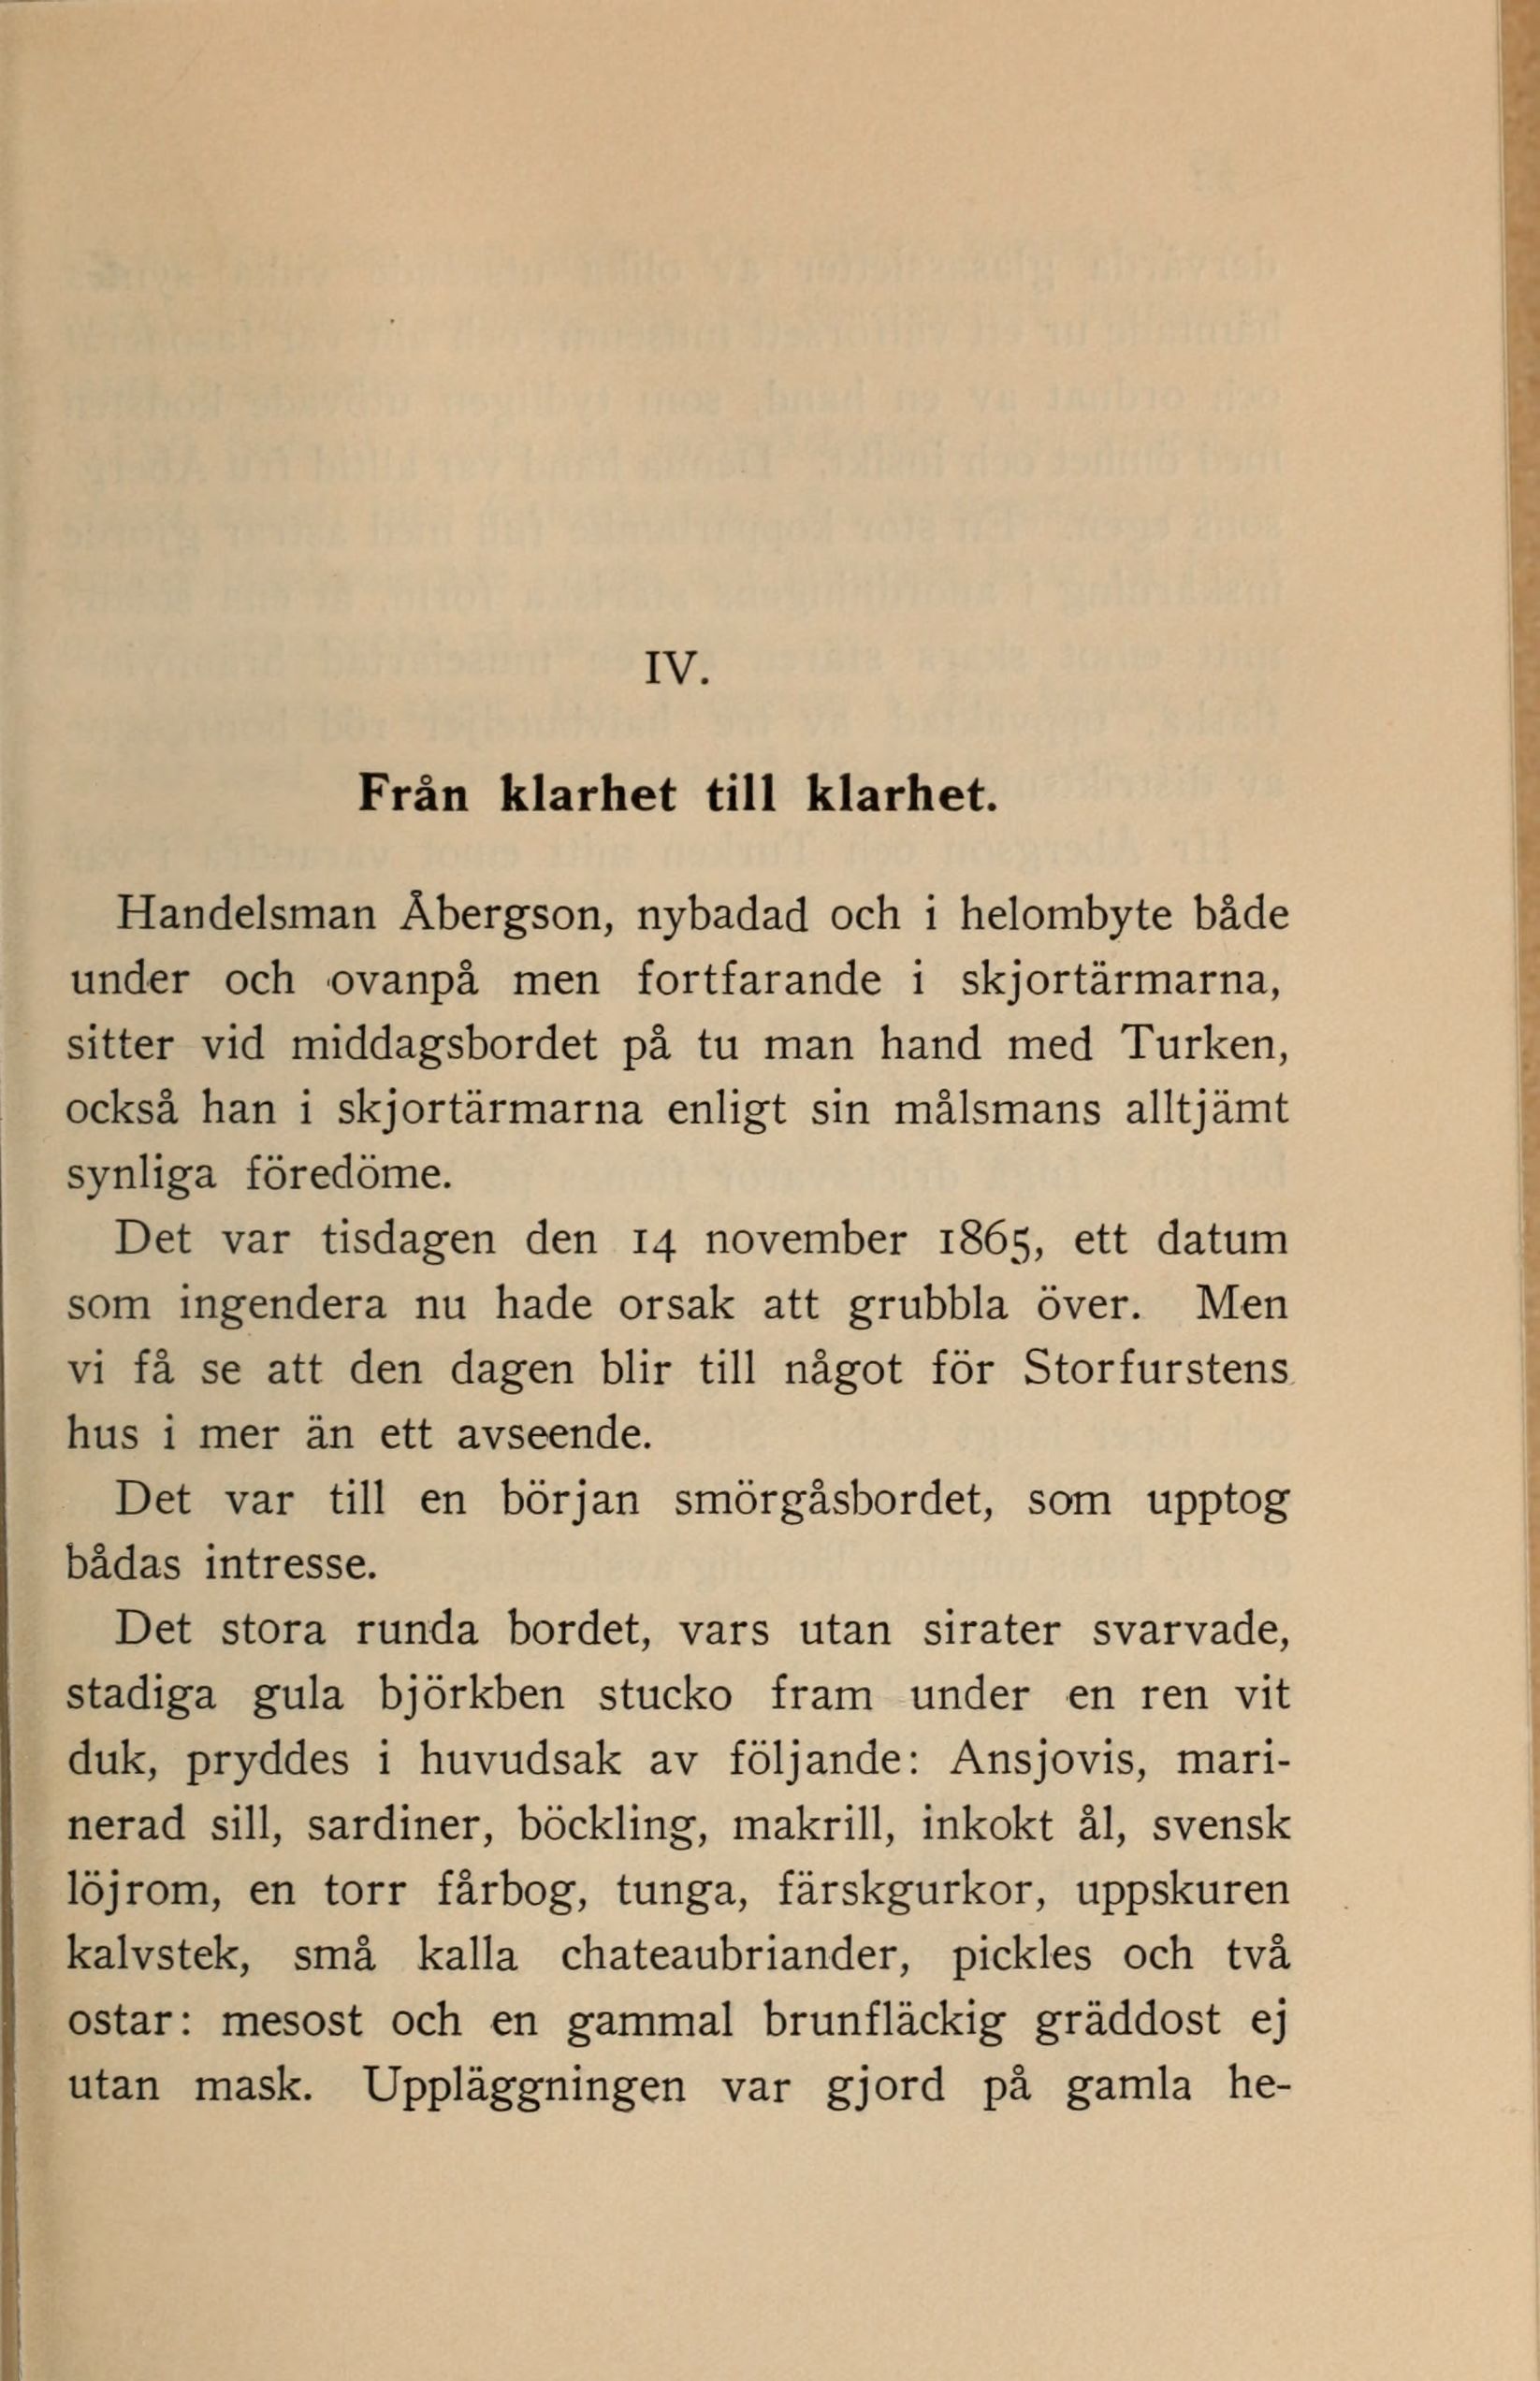 IV.
Från klarhet till klarhet.
Handelsman Åbergson, nybadad och i helombyte både
under och ovanpå men fortfarande i skjortärmarna,
sitter vid middagsbordet på tu man hand med Turken,
också han i skjortärmarna enligt sin målsmans alltjämt
synliga föredöme.
Det var tisdagen den 14 november 1865, ett datum
som ingendera nu hade orsak att grubbla över. Men
vi få se att den dagen blir till något för Storfurstens
hus i mer än ett avseende.
Det var till en början smörgåsbordet, som upptog
bådas intresse.
Det stora runda bordet, vars utan sirater svarvade,
stadiga gula björkben stucko fram under en ren vit
duk, pryddes i huvudsak av följande: Ansjovis, mari-
nerad sill, sardiner, böckling, makrill, inkokt ål, svensk
löjrom, en torr fårbog, tunga, färskgurkor, uppskuren
kalvstek, små kalla chateaubriander, pickles och två
ostar: mesost och en gammal brunfläckig gräddost ej
utan mask. Uppläggningen var gjord på gamla he-